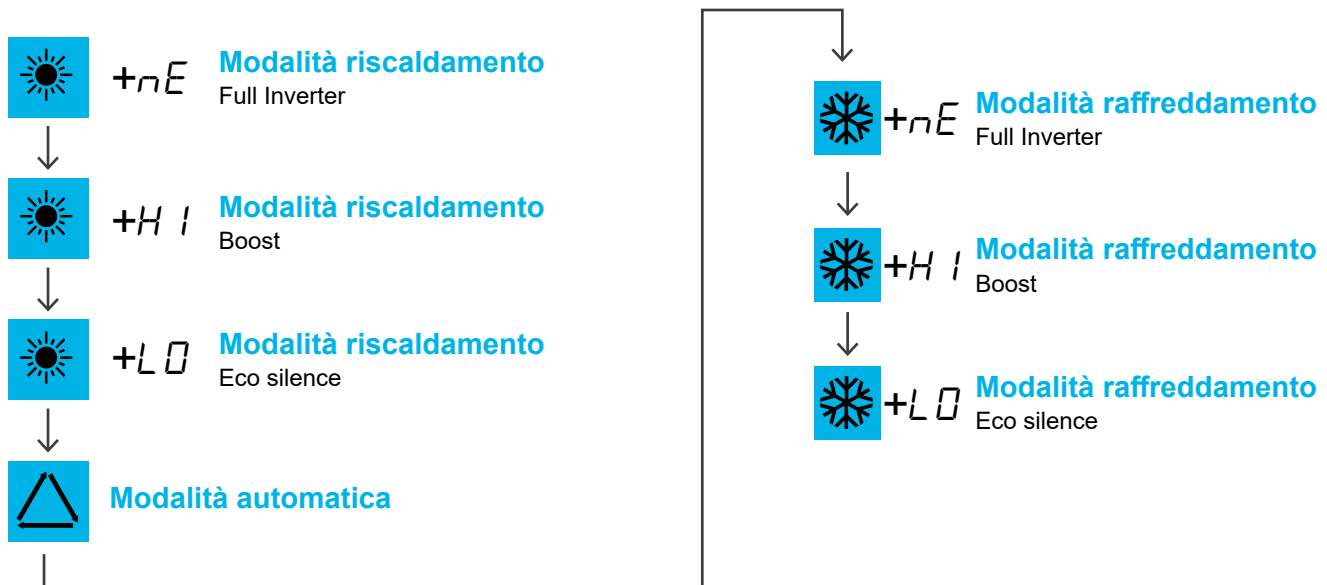 +nE Modalità riscaldamento
Full Inverter
+HI Modalità riscaldamento
Boost
+LO Modalità riscaldamento
Eco silence
Modalità automatica
+nE Modalità raffreddamento
Full Inverter
+HI Modalità raffreddamento
Boost
+LO Modalità raffreddamento
Eco silence